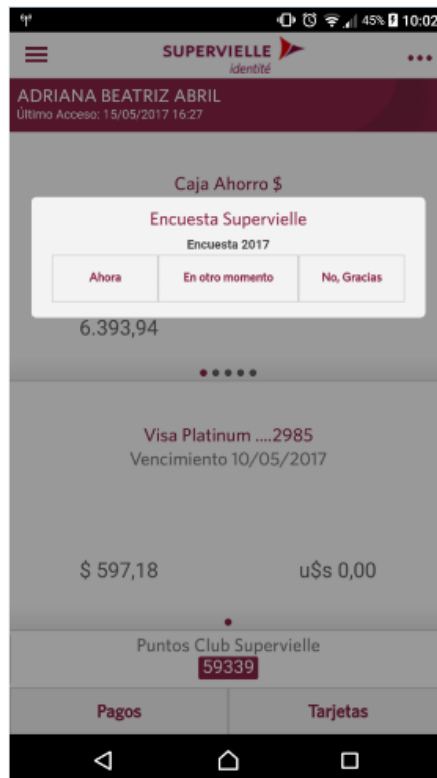 45% 10:02
SUPERVIELLE
identité
ADRIANA BEATRIZ ABRIL
Último Acceso: 15/05/2017 16:27
Caja Ahorro $
Encuesta Supervielle
Encuesta 2017
Ahora En otro momento No, Gracias
6.393,94
Visa Platinum ....2985
Vencimiento 10/05/2017
$ 597,18 u$s 0,00
Puntos Club Supervielle
59339
Pagos Tarjetas